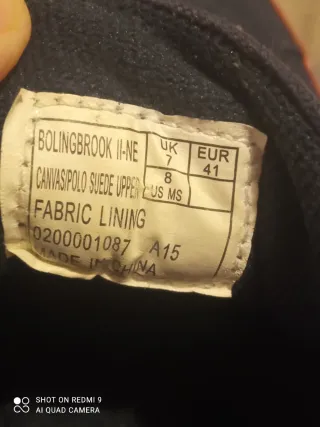 BOLINGBROOK II-NE
UK
7
EUR
41
CANVAS/POLO SUEDE UPPER
8
US MS
FABRIC LINING
0200001087 A15
MADE IN CHINA
SHOT ON REDMI 9
AI QUAD CAMERA